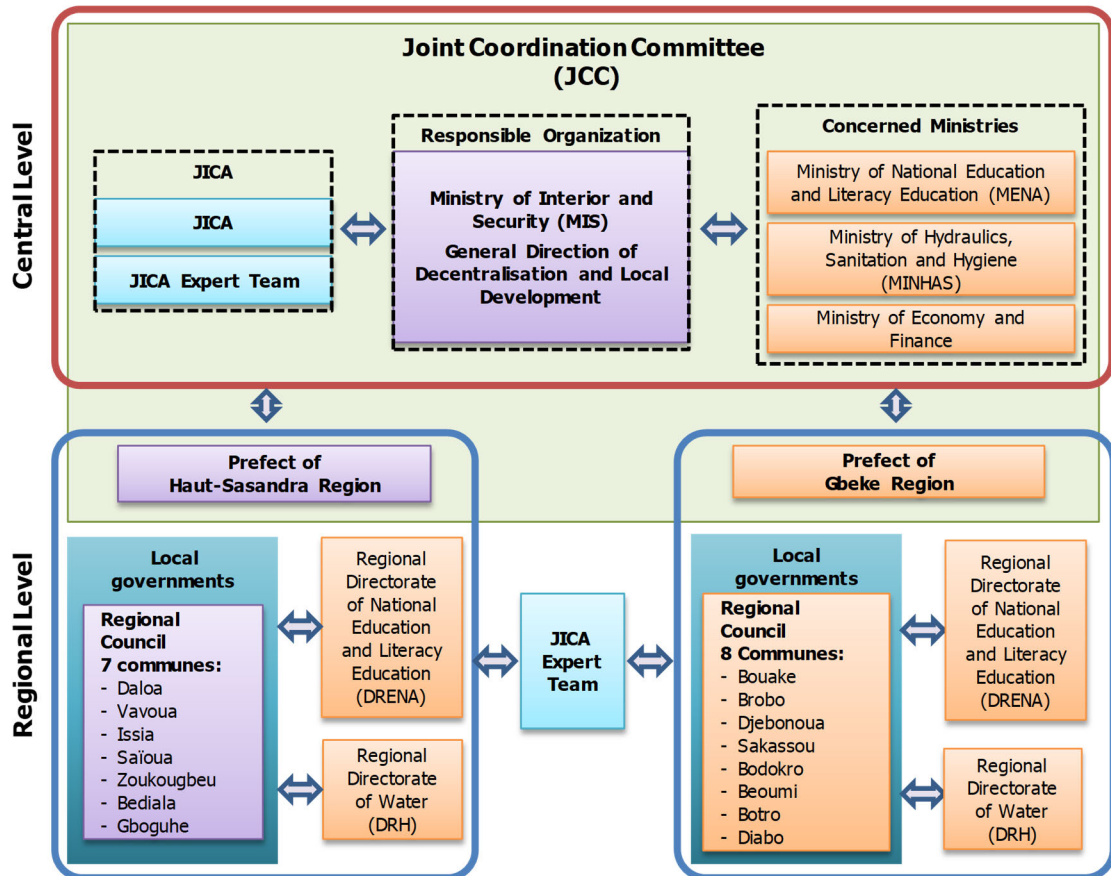 Joint Coordination Committee
(JCC)
Central Level
JICA
JICA
JICA Expert Team
Responsible Organization
Ministry of Interior and
Security (MIS)
General Direction of
Decentralisation and Local
Development
Concerned Ministries
Ministry of National Education
and Literacy Education (MENA)
Ministry of Hydraulics,
Sanitation and Hygiene
(MINHAS)
Ministry of Economy and
Finance
Prefect of
Haut-Sasandra Region
Prefect of
Gbeke Region
Regional Level
Local
governments
Regional
Council
7 communes:
- Daloa
- Vavoua
- Issia
- Saïoua
- Zoukougbeu
- Bediala
- Gboguhe
Regional
Directorate
of National
Education
and Literacy
Education
(DRENA)
Regional
Directorate
of Water
(DRH)
JICA
Expert
Team
Local
governments
Regional
Council
8 Communes:
- Bouake
- Brobo
- Djebonoua
- Sakassou
- Bodokro
- Beoumi
- Botro
- Diabo
Regional
Directorate
of National
Education
and Literacy
Education
(DRENA)
Regional
Directorate
of Water
(DRH)